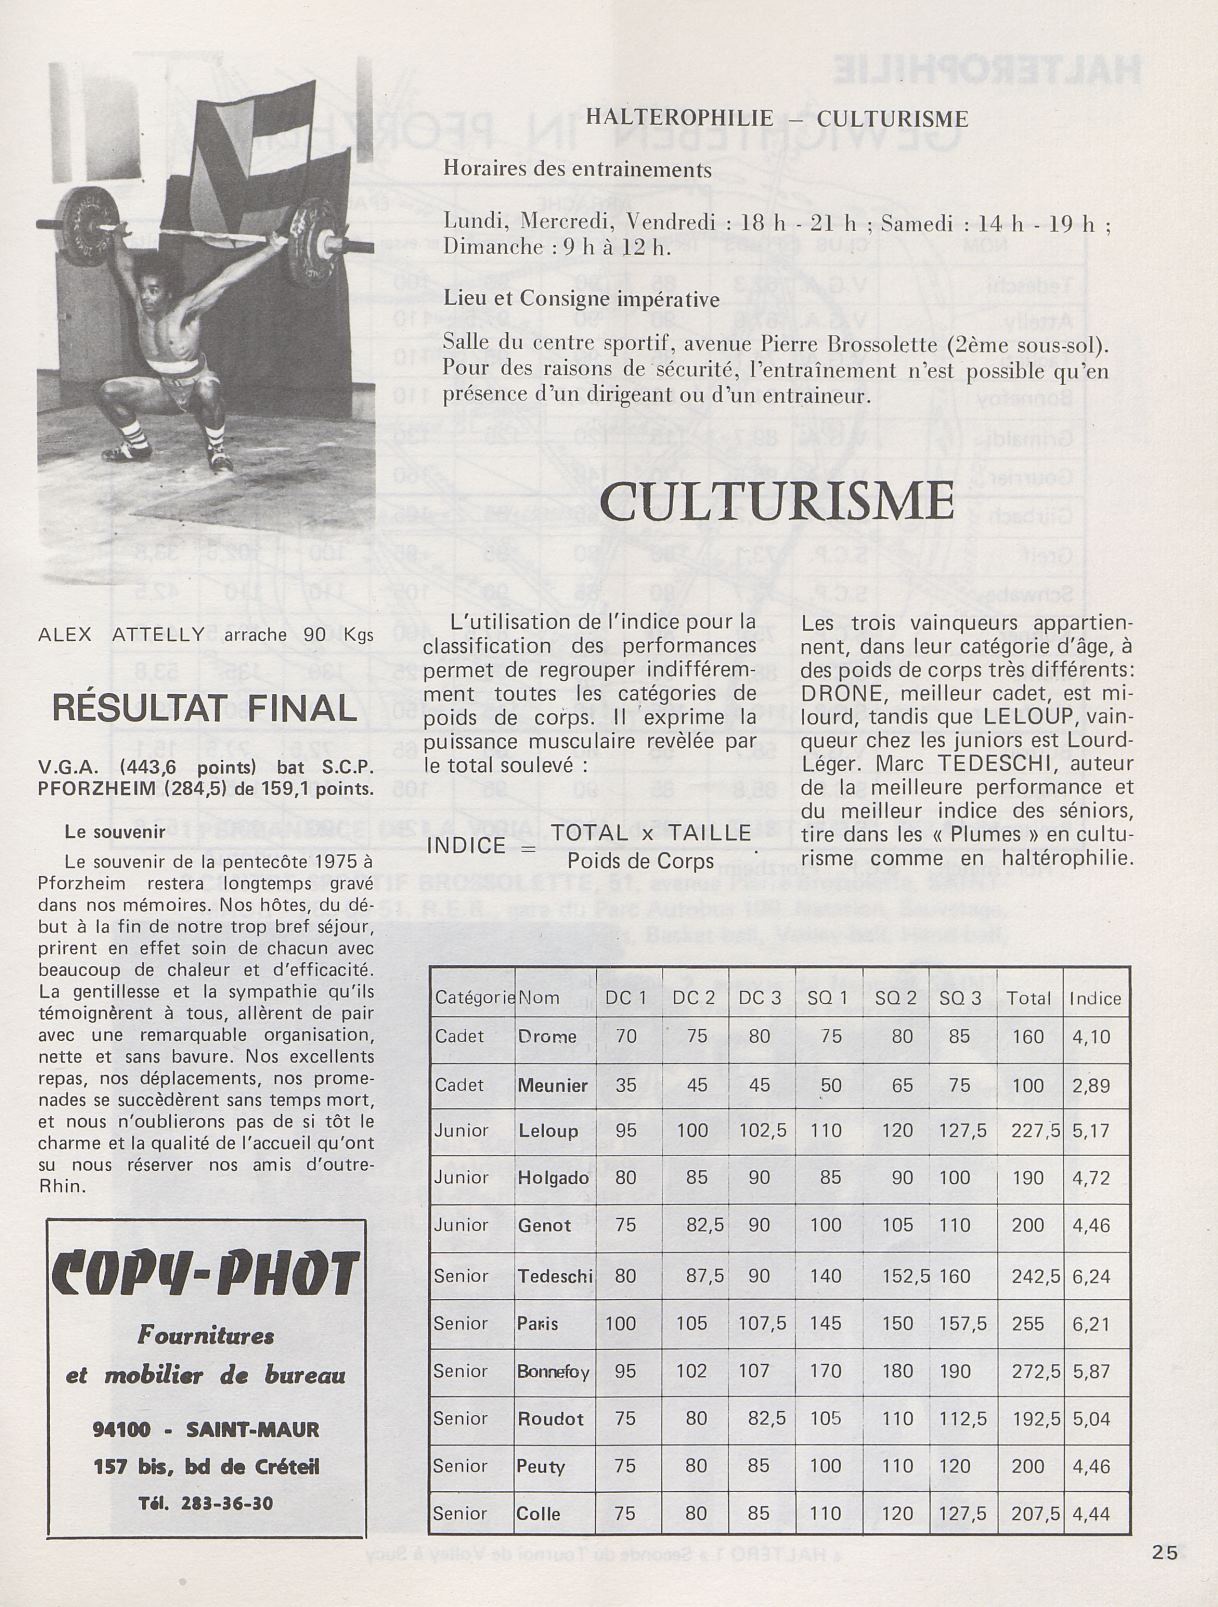 HALTEROPHILIE – CULTURISME
Horaires des entrainements
Lundi, Mercredi, Vendredi : 18 h - 21 h ; Samedi : 14 h - 19 h ;
Dimanche : 9 h à 12 h.
Lieu et Consigne impérative
Salle du centre sportif, avenue Pierre Brossolette (2ème sous-sol).
Pour des raisons de sécurité, l'entraînement n'est possible qu'en
présence d'un dirigeant ou d'un entraineur.
CULTURISME
ALEX ATTELLY arrache 90 Kgs
RÉSULTAT FINAL
V.G.A. (443,6 points) bat S.C.P.
PFORZHEIM (284,5) de 159,1 points.
Le souvenir
Le souvenir de la pentecôte 1975 à
Pforzheim restera longtemps gravé
dans nos mémoires. Nos hôtes, du dé-
but à la fin de notre trop bref séjour,
prirent en effet soin de chacun avec
beaucoup de chaleur et d'efficacité.
La gentillesse et la sympathie qu'ils
témoignèrent à tous, allèrent de pair
avec une remarquable organisation,
nette et sans bavure. Nos excellents
repas, nos déplacements, nos prome-
nades se succèdèrent sans temps mort,
et nous n'oublierons pas de si tôt le
charme et la qualité de l'accueil qu'ont
su nous réserver nos amis d'outre-
Rhin.
COPY-PHOT
Fournitures
et mobilier de bureau
94100 - SAINT-MAUR
157 bis, bd de Créteil
Tél. 283-36-30
L'utilisation de l'indice pour la
classification des performances
permet de regrouper indifférem-
ment toutes les catégories de
poids de corps. Il exprime la
puissance musculaire revèlée par
le total soulevé :
INDICE = TOTAL x TAILLE
Poids de Corps
Les trois vainqueurs appartien-
nent, dans leur catégorie d'âge, à
des poids de corps très différents:
DRONE, meilleur cadet, est mi-
lourd, tandis que LELOUP, vain-
queur chez les juniors est Lourd-
Léger. Marc TEDESCHI, auteur
de la meilleure performance et
du meilleur indice des séniors,
tire dans les « Plumes » en cultu-
risme comme en haltérophilie.
Catégorie Nom DC 1 DC 2 DC 3 SQ 1 SQ 2 SQ 3 Total Indice
Cadet Drome 70 75 80 75 80 85 160 4,10
Cadet Meunier 35 45 45 50 65 75 100 2,89
Junior Leloup 95 100 102,5 110 120 127,5 227,5 5,17
Junior Holgado 80 85 90 85 90 100 190 4,72
Junior Genot 75 82,5 90 100 105 110 200 4,46
Senior Tedeschi 80 87,5 90 140 152,5 160 242,5 6,24
Senior Paris 100 105 107,5 145 150 157,5 255 6,21
Senior Bonnefoy 95 102 107 170 180 190 272,5 5,87
Senior Roudot 75 80 82,5 105 110 112,5 192,5 5,04
Senior Peuty 75 80 85 100 110 120 200 4,46
Senior Colle 75 80 85 110 120 127,5 207,5 4,44
25